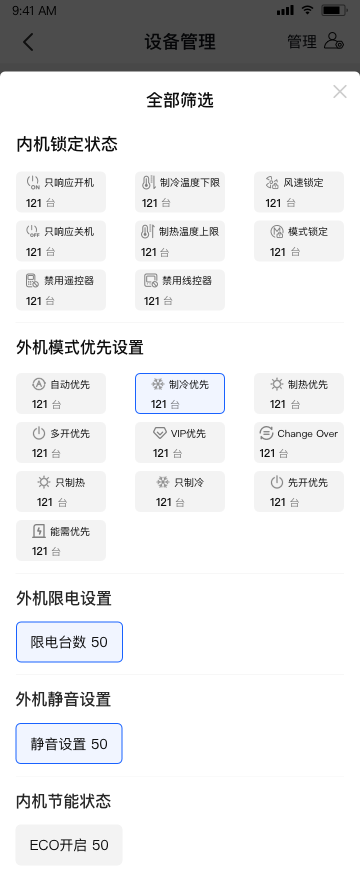 9:41 AM
设备管理
管理
全部筛选
内机锁定状态
ON 只响应开机
121 台
制冷温度下限
121 台
风速锁定
121 台
OFF 只响应关机
121 台
制热温度上限
121 台
模式锁定
121 台
禁用遥控器
121 台
禁用线控器
121 台
外机模式优先设置
自动优先
121 台
制冷优先
121 台
制热优先
121 台
多开优先
121 台
VIP优先
121 台
Change Over
121 台
只制热
121 台
只制冷
121 台
先开优先
121 台
能需优先
121 台
外机限电设置
限电台数 50
外机静音设置
静音设置 50
内机节能状态
ECO开启 50